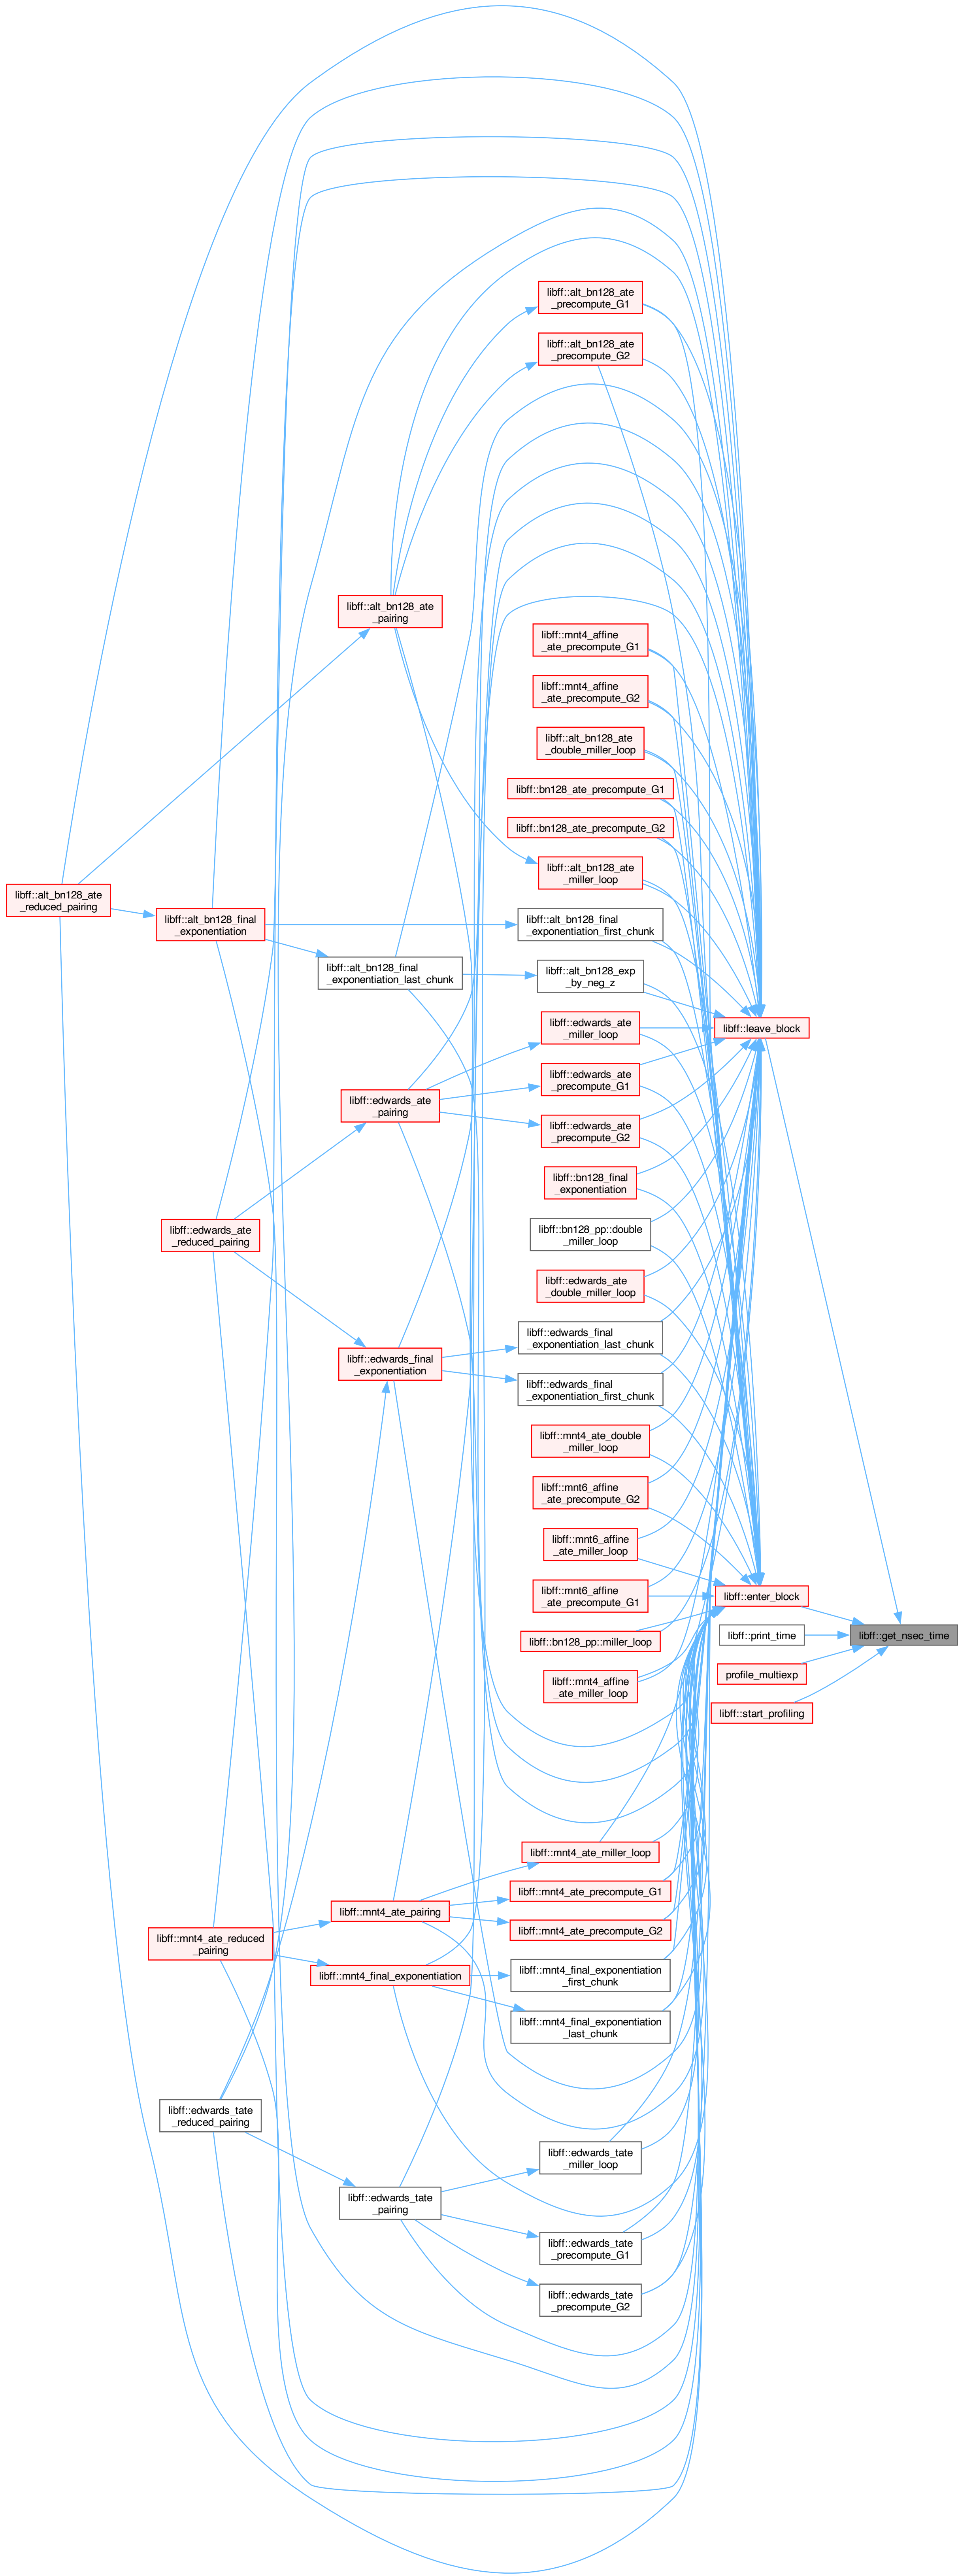 libff::alt_bn128_ate
_precompute_G1
libff::alt_bn128_ate
_precompute_G2
libff::alt_bn128_ate
_pairing
libff::mnt4_affine
_ate_precompute_G1
libff::mnt4_affine
_ate_precompute_G2
libff::alt_bn128_ate
_double_miller_loop
libff::bn128_ate_precompute_G1
libff::bn128_ate_precompute_G2
libff::alt_bn128_ate
_miller_loop
libff::alt_bn128_ate
_reduced_pairing
libff::alt_bn128_final
_exponentiation
libff::alt_bn128_final
_exponentiation_first_chunk
libff::alt_bn128_final
_exponentiation_last_chunk
libff::alt_bn128_exp
_by_neg_z
libff::leave_block
libff::edwards_ate
_miller_loop
libff::edwards_ate
_precompute_G1
libff::edwards_ate
_pairing
libff::edwards_ate
_precompute_G2
libff::bn128_final
_exponentiation
libff::edwards_ate
_reduced_pairing
libff::bn128_pp::double
_miller_loop
libff::edwards_ate
_double_miller_loop
libff::edwards_final
_exponentiation_last_chunk
libff::edwards_final
_exponentiation
libff::edwards_final
_exponentiation_first_chunk
libff::mnt4_ate_double
_miller_loop
libff::mnt6_affine
_ate_precompute_G2
libff::mnt6_affine
_ate_miller_loop
libff::mnt6_affine
_ate_precompute_G1
libff::enter_block
libff::get_nsec_time
libff::print_time
libff::bn128_pp::miller_loop
profile_multiexp
libff::mnt4_affine
_ate_miller_loop
libff::start_profiling
libff::mnt4_ate_miller_loop
libff::mnt4_ate_precompute_G1
libff::mnt4_ate_pairing
libff::mnt4_ate_precompute_G2
libff::mnt4_ate_reduced
_pairing
libff::mnt4_final_exponentiation
libff::mnt4_final_exponentiation
_first_chunk
libff::mnt4_final_exponentiation
_last_chunk
libff::edwards_tate
_reduced_pairing
libff::edwards_tate
_miller_loop
libff::edwards_tate
_pairing
libff::edwards_tate
_precompute_G1
libff::edwards_tate
_precompute_G2